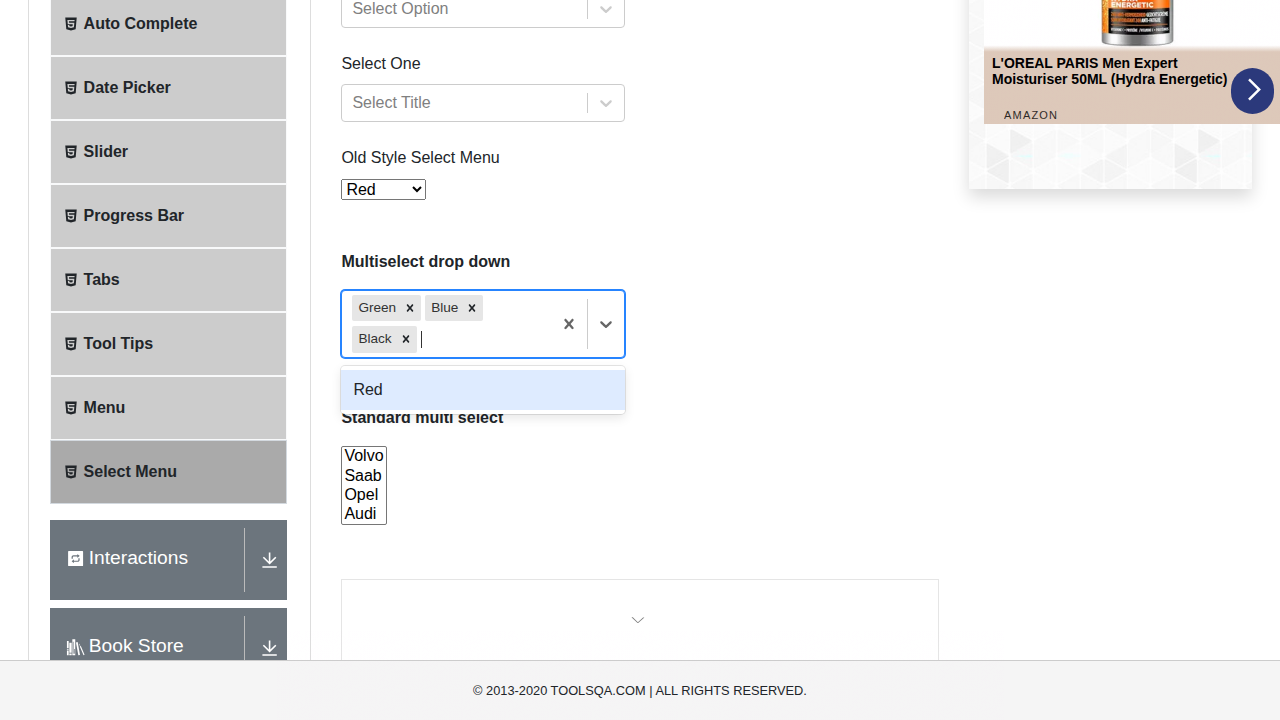 Auto Complete
Date Picker
Slider
Progress Bar
Tabs
Tool Tips
Menu
Select Menu
Interactions
Book Store
Select Option
Select One
Select Title
Old Style Select Menu
Red
Multiselect drop down
Green
Blue
Black
Red
Standard multi select
Volvo
Saab
Opel
Audi
ENERGETIC
L'OREAL PARIS Men Expert
Moisturiser 50ML (Hydra Energetic)
AMAZON
© 2013-2020 TOOLSQA.COM | ALL RIGHTS RESERVED.